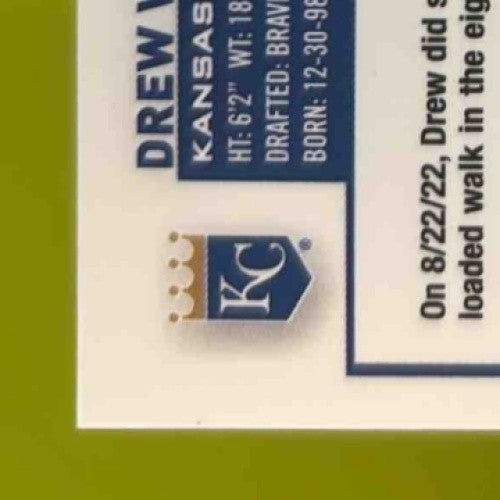 DREW
KANSAS
HT: 6'2" WT: 18
DRAFTED: BRAV
BORN: 12-30-98
KC
®
On 8/22/22, Drew did
loaded walk in the eig